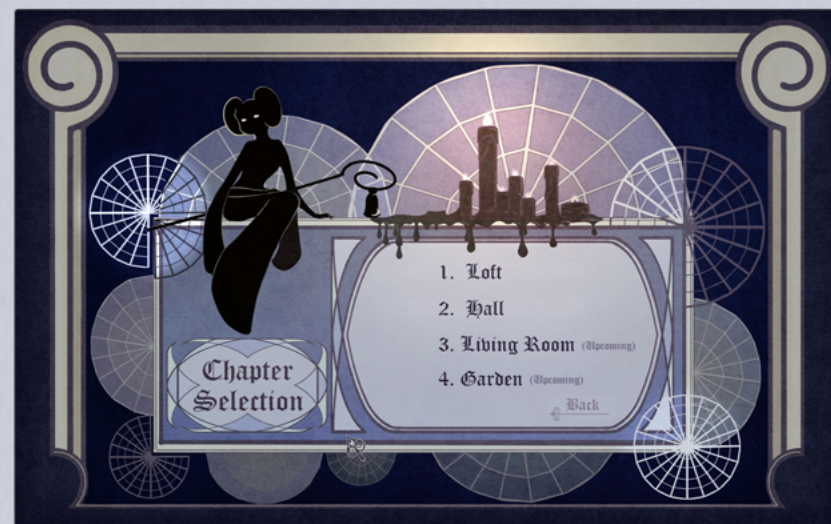 1. Loft
2. Hall
3. Living Room (Upcoming)
4. Garden (Upcoming)
Back
Chapter
Selection